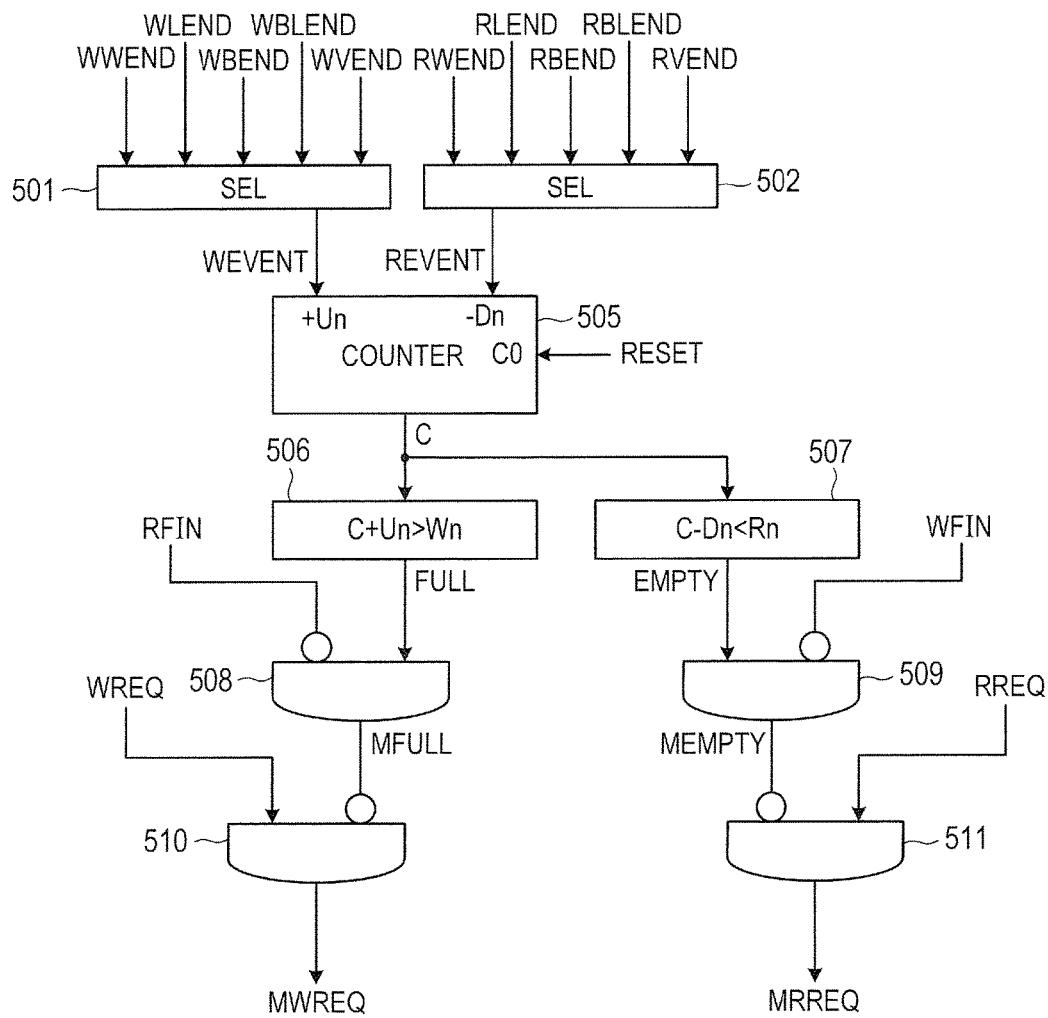 WLEND WBLEND RLEND RBLEND
WWEND WBEND WVEND RWEND RBEND RVEND
501 SEL SEL 502
WEVENT REVENT
+Un -Dn 505
COUNTER C0 RESET
C
506 507
RFIN C+Un>Wn C-Dn<Rn WFIN
FULL EMPTY
508 509
WREQ RREQ
MFULL MEMPTY
510 511
MWREQ MRREQ